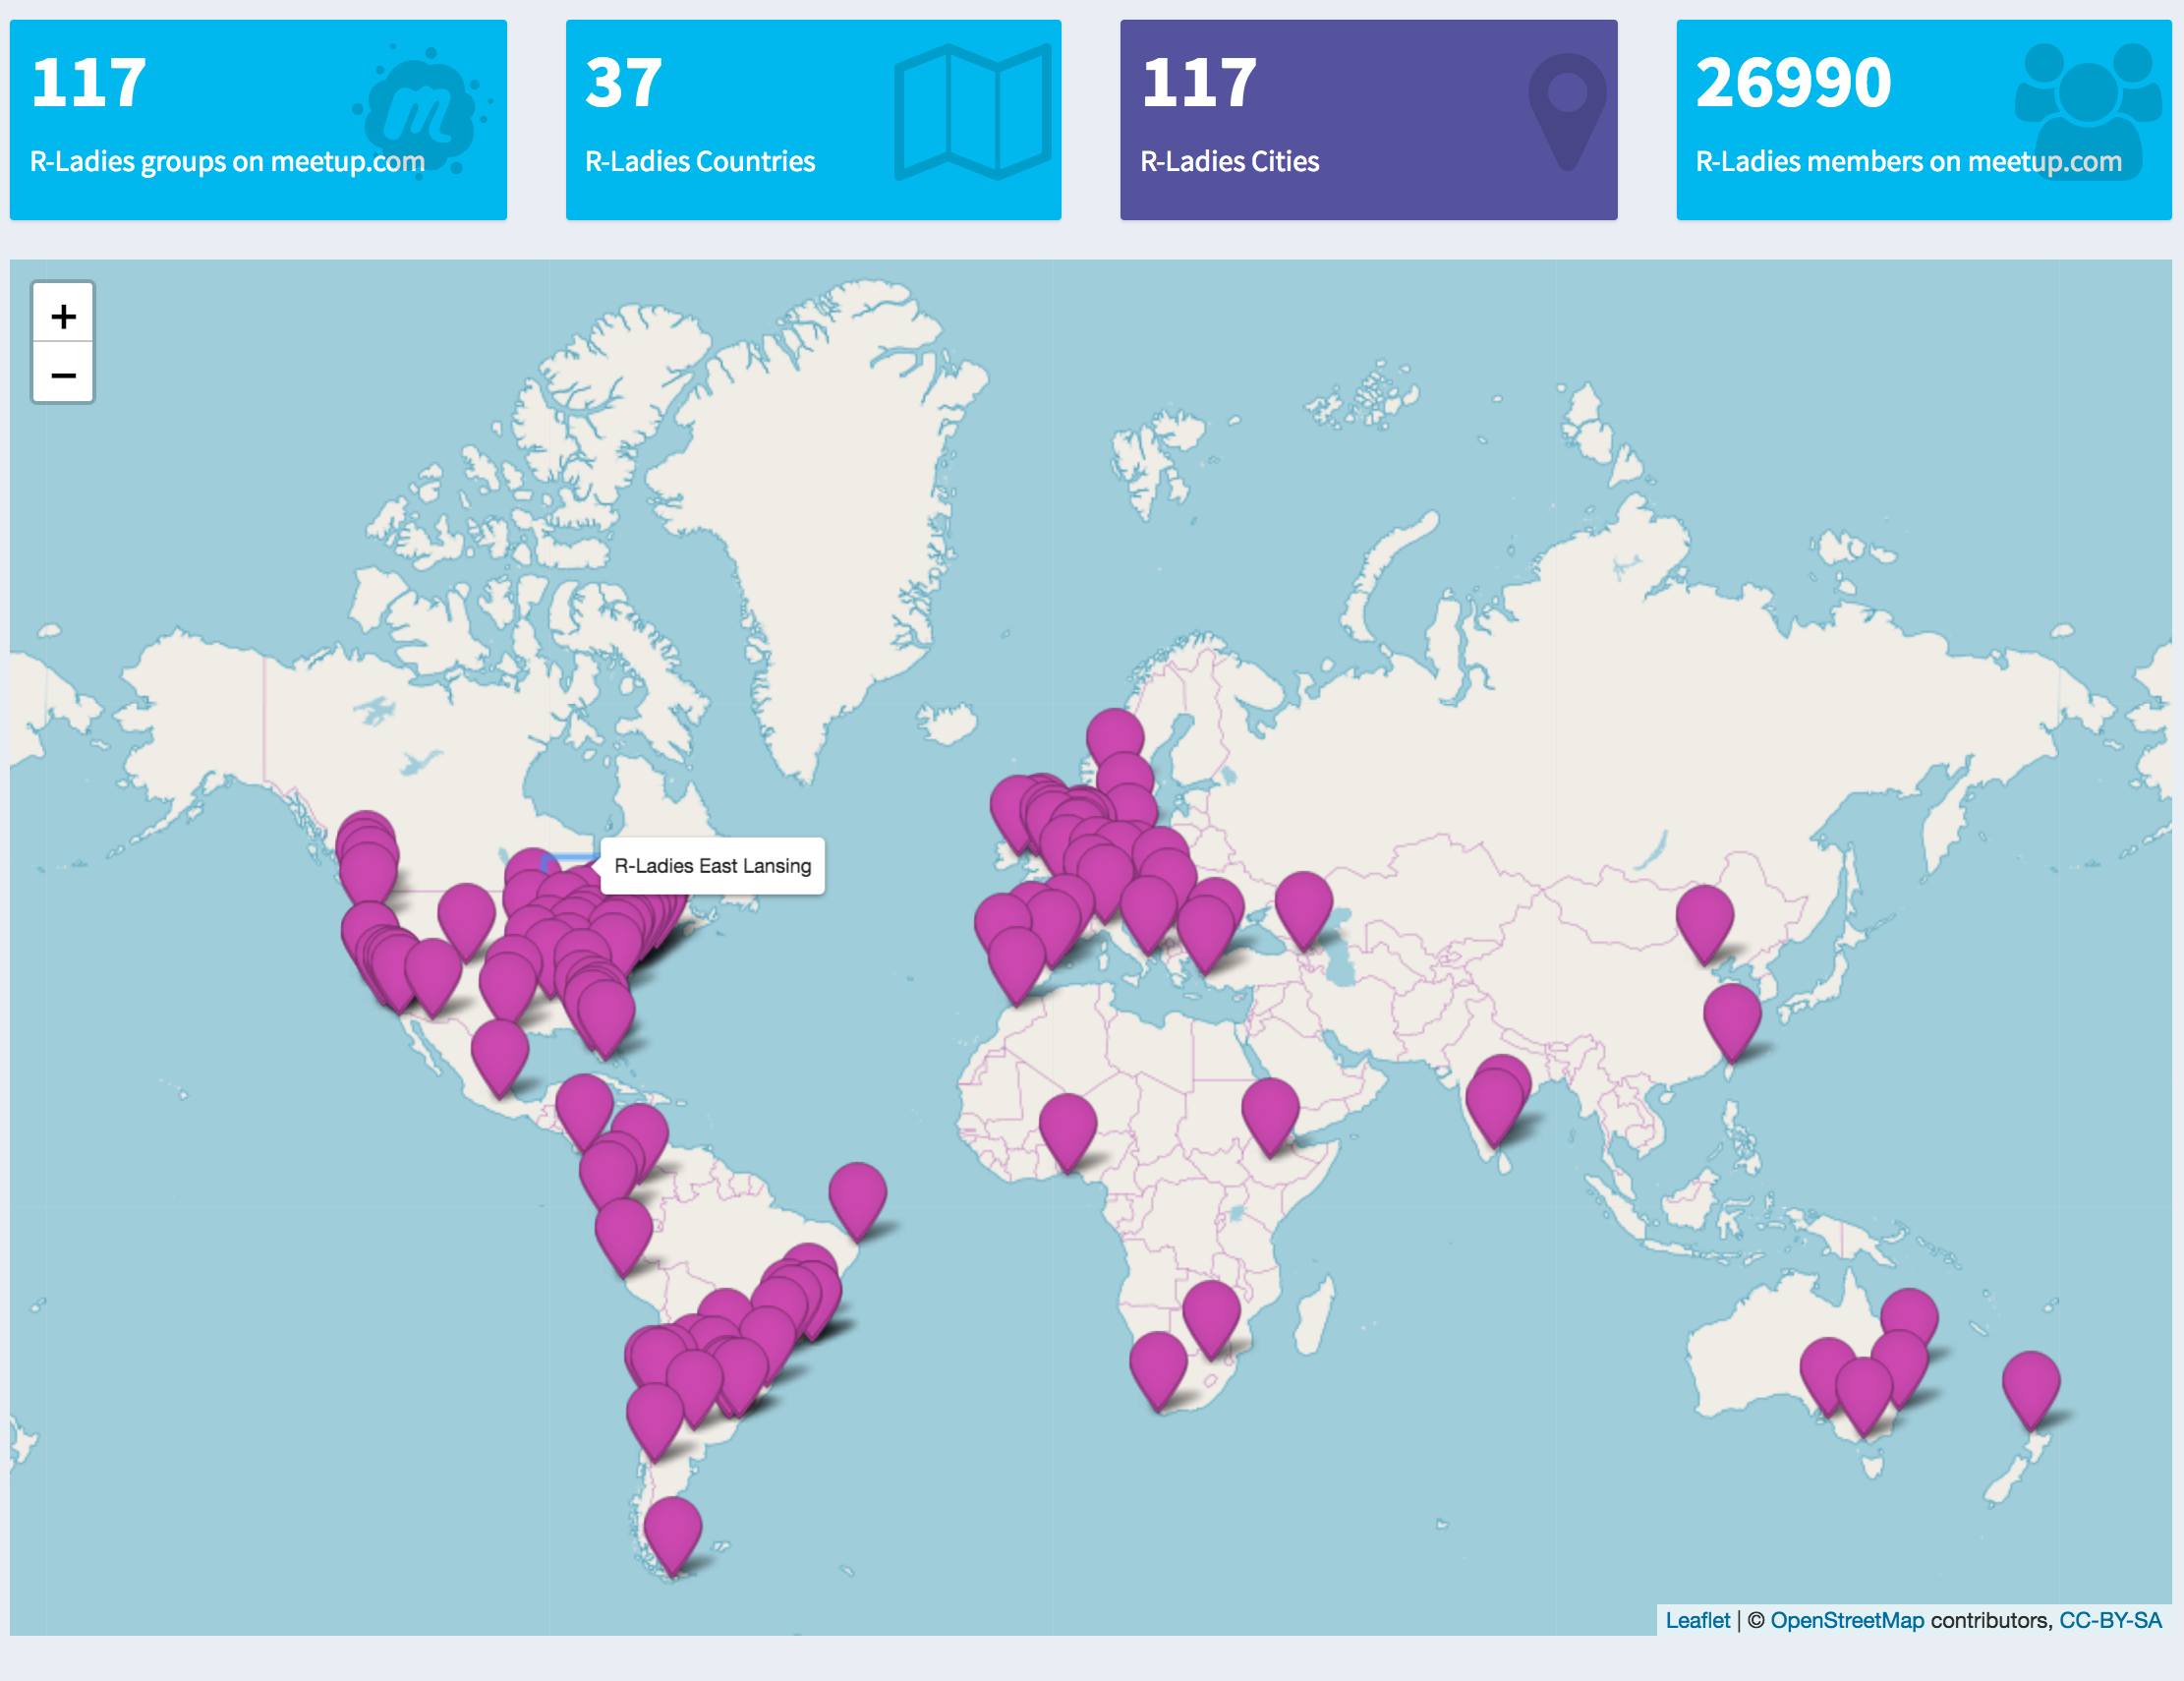 117
R-Ladies groups on meetup.com
37
R-Ladies Countries
117
R-Ladies Cities
26990
R-Ladies members on meetup.com
+
−
R-Ladies East Lansing
Leaflet | © OpenStreetMap contributors, CC-BY-SA